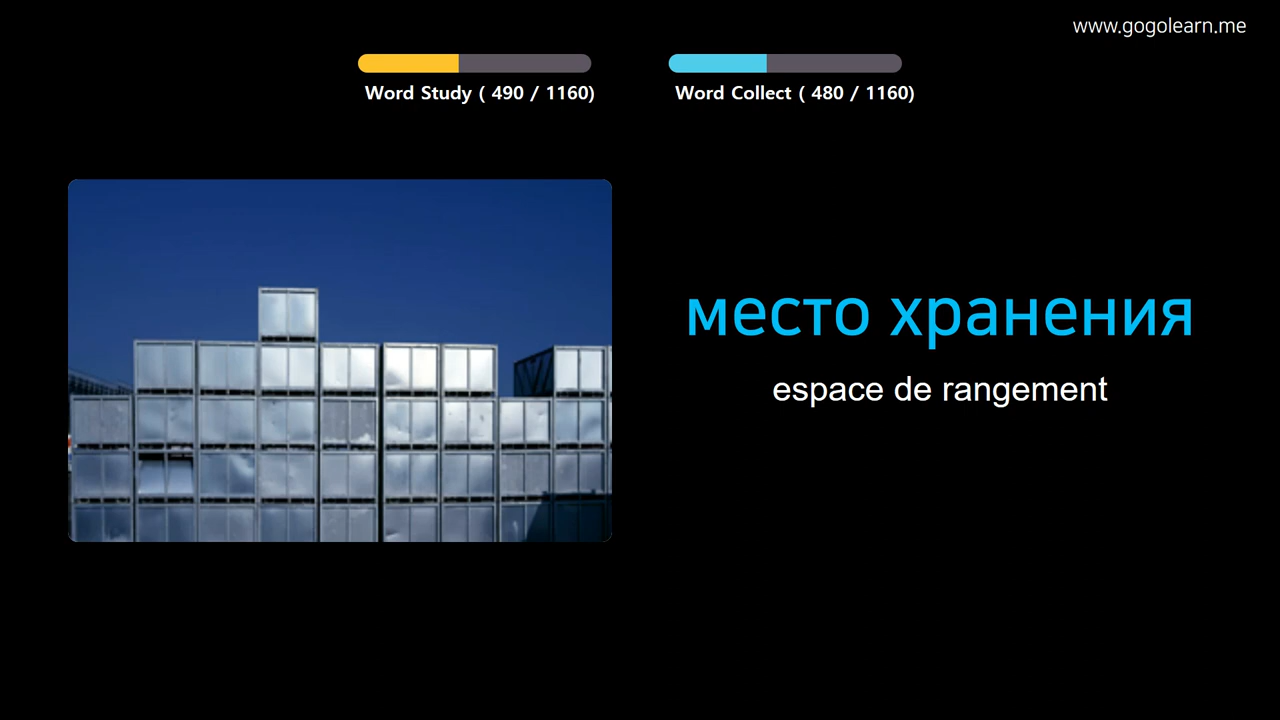 www.gogolearn.me
Word Study ( 490 / 1160)
Word Collect ( 480 / 1160)
место хранения
espace de rangement